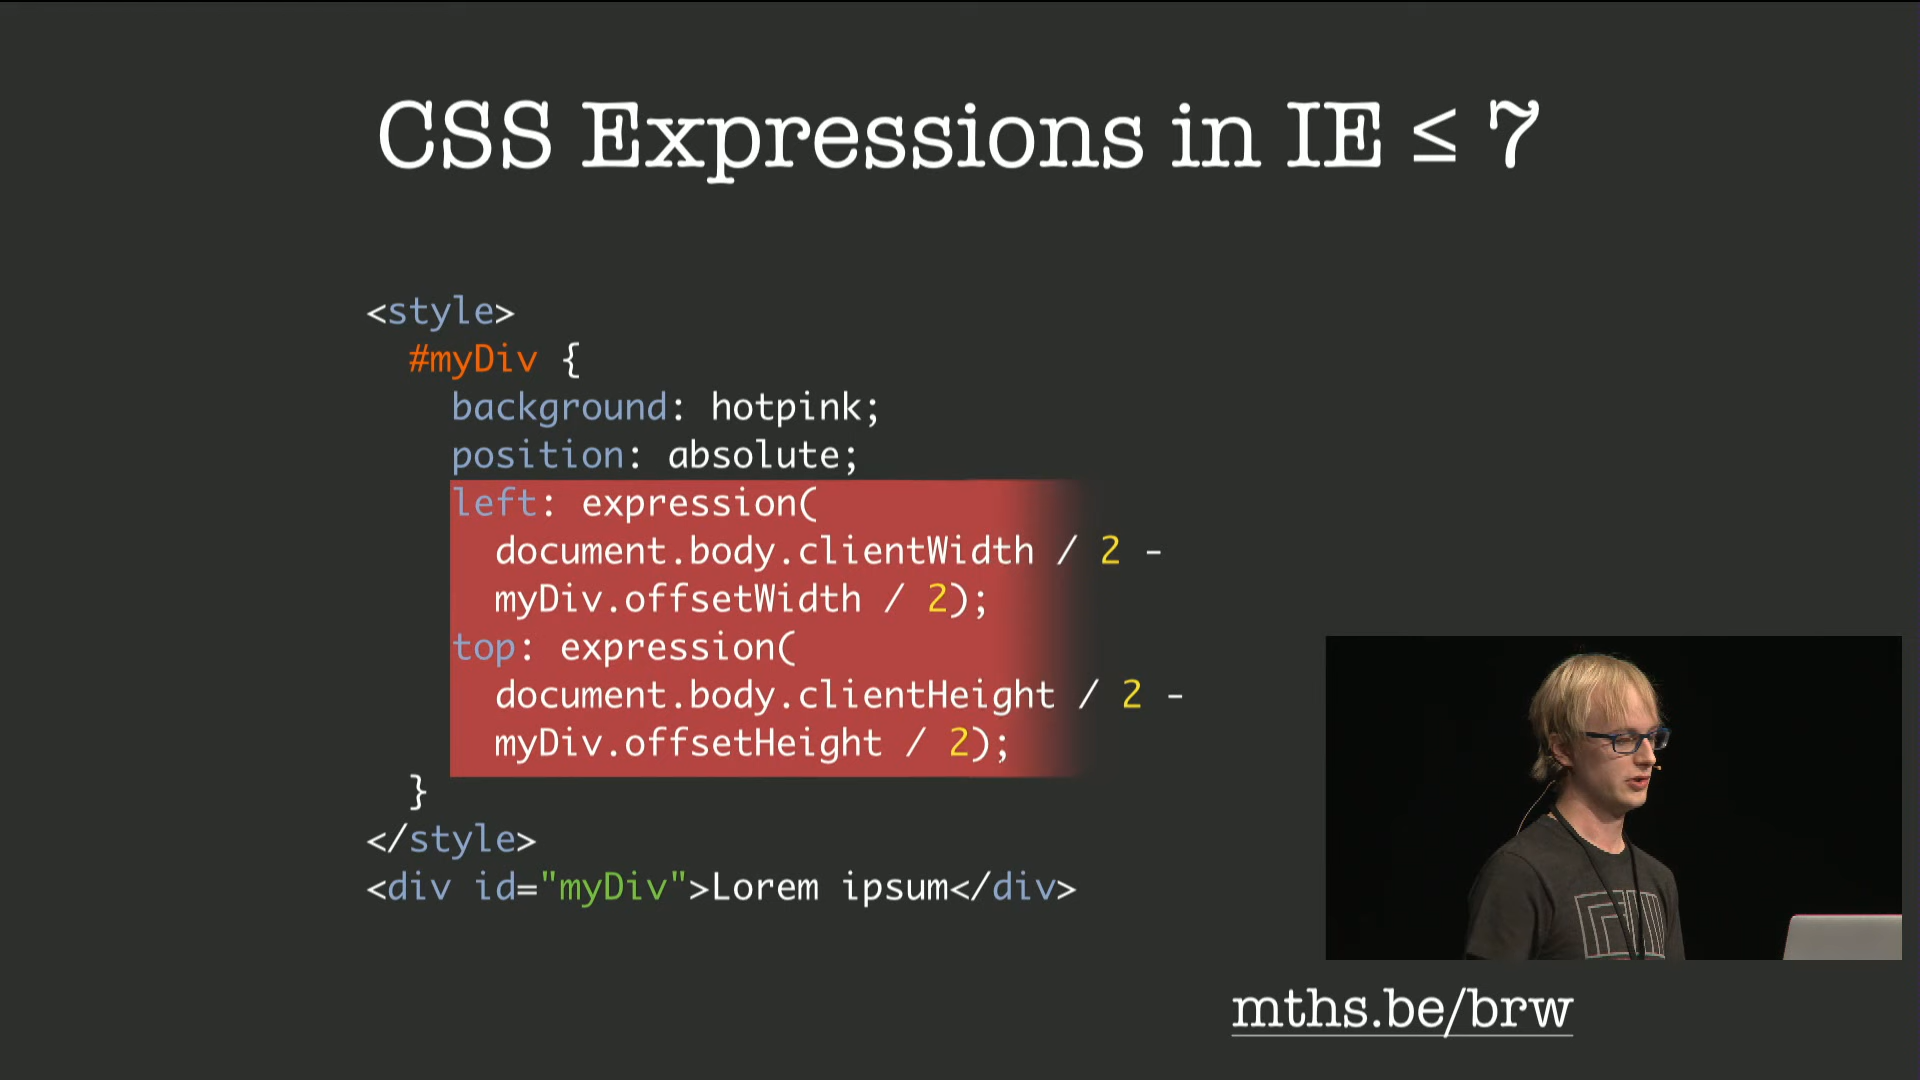 CSS Expressions in IE ≤ 7
<style>
#myDiv {
background: hotpink;
position: absolute;
left: expression(
document.body.clientWidth / 2 -
myDiv.offsetWidth / 2);
top: expression(
document.body.clientHeight / 2 -
myDiv.offsetHeight / 2);
}
</style>
<div id="myDiv">Lorem ipsum</div>
mths.be/brw